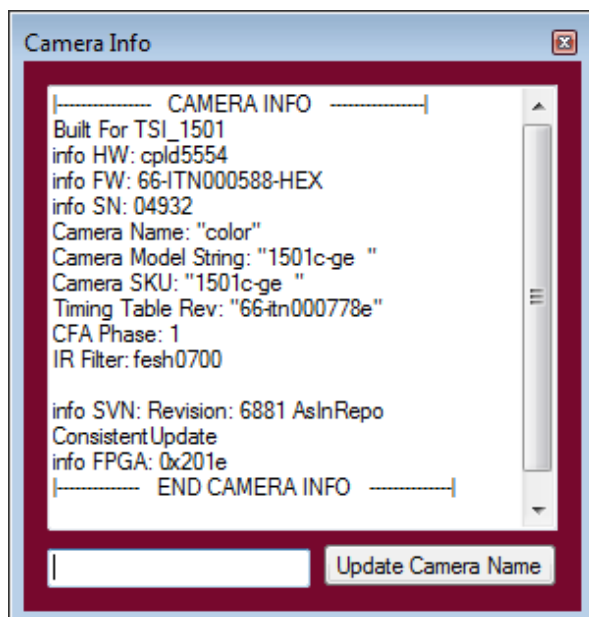 Camera Info
|---------------- CAMERA INFO ----------------|
Built For TSI_1501
info HW: cpld5554
info FW: 66-ITN000588-HEX
info SN: 04932
Camera Name: "color"
Camera Model String: "1501c-ge  "
Camera SKU: "1501c-ge  "
Timing Table Rev: "66-itn000778e"
CFA Phase: 1
IR Filter: fesh0700
info SVN: Revision: 6881 AsInRepo
ConsistentUpdate
info FPGA: 0x201e
|-------------- END CAMERA INFO --------------|
Update Camera Name